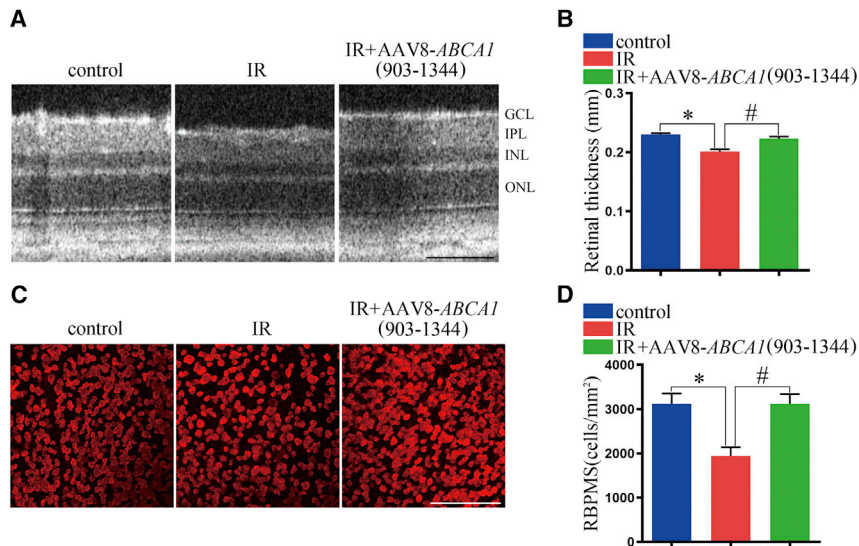 A
control
IR
IR+AAV8-ABCA1
(903-1344)
GCL
IPL
INL
ONL
B
control
IR
IR+AAV8-ABCA1(903-1344)
Retinal thickness (mm)
0.3
0.2
0.1
0.0
*
#
C
control
IR
IR+AAV8-ABCA1
(903-1344)
D
control
IR
IR+AAV8-ABCA1(903-1344)
RBPMS(cells/mm²)
4000
3000
2000
1000
0
*
#